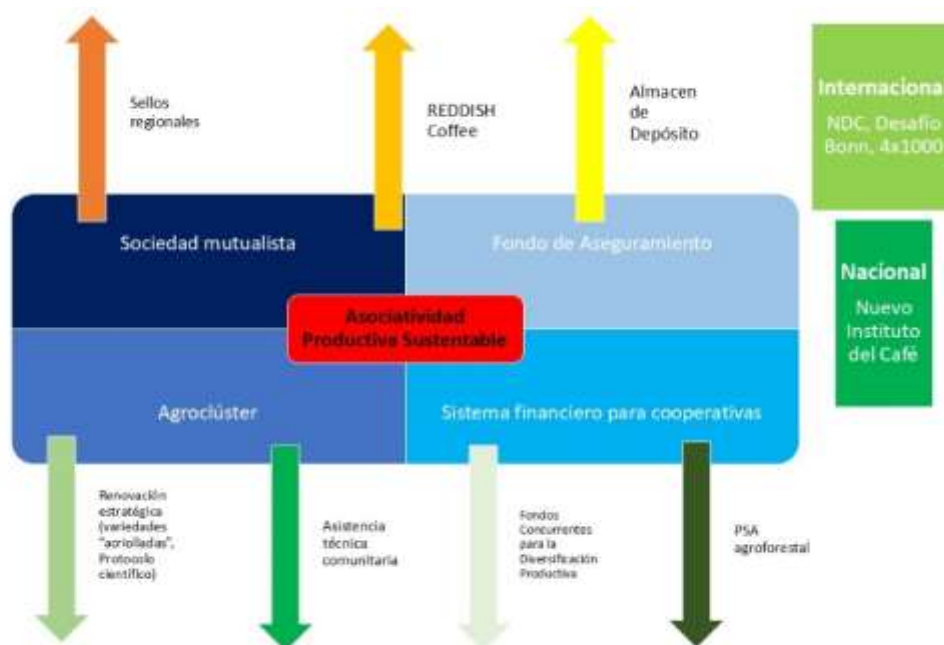 Sellos
regionales
REDDISH
Coffee
Almacen
de
Depósito
Internaciona
NDC, Desafío
Bonn, 4x1000
Sociedad mutualista
Fondo de Aseguramiento
Nacional
Nuevo
Instituto
del Café
Asociatividad
Productiva Sustentable
Agroclúster
Sistema financiero para cooperativas
Renovación
estratégica
(variedades
"acriolladas",
Protocolo
científico)
Asistencia
técnica
comunitaria
Fondos
Concurrentes
para la
Diversificación
Productiva
PSA
agroforestal